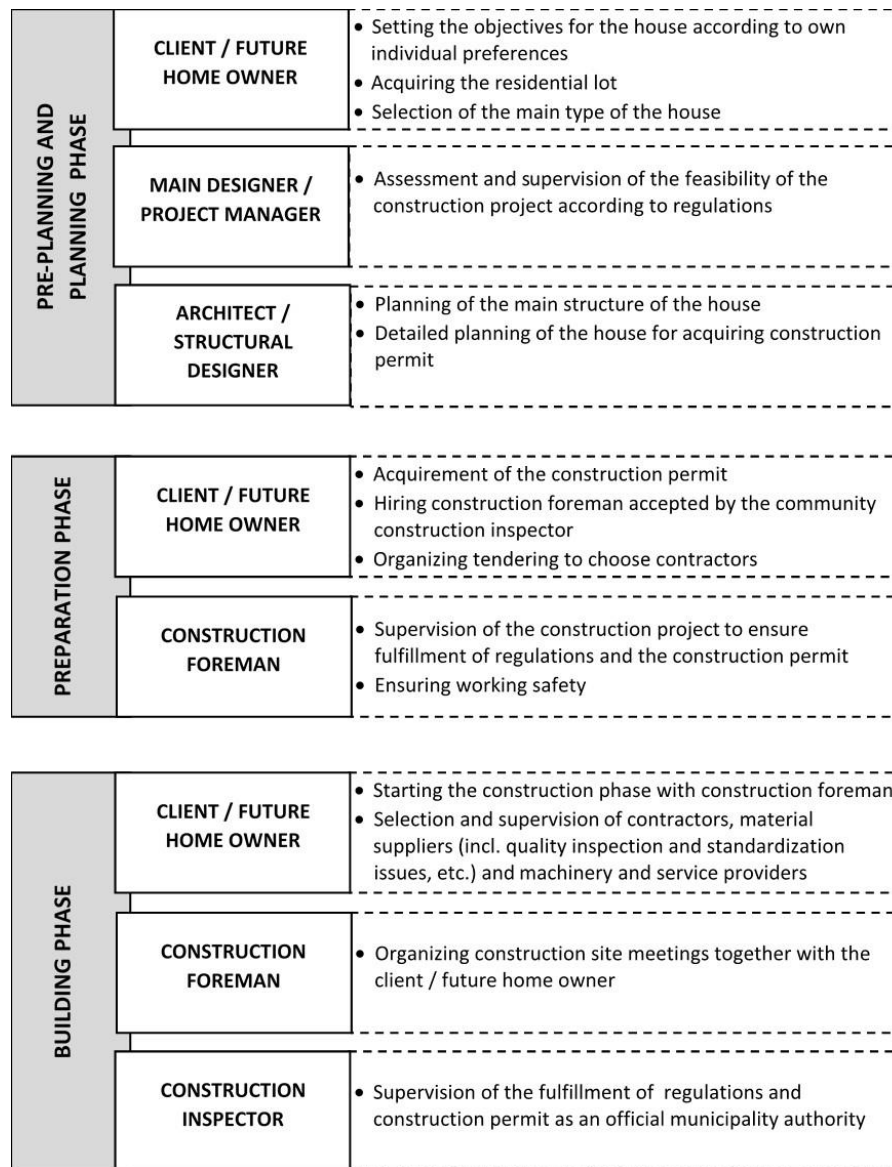 PRE-PLANNING AND
PLANNING PHASE
CLIENT / FUTURE
HOME OWNER
• Setting the objectives for the house according to own
individual preferences
• Acquiring the residential lot
• Selection of the main type of the house
MAIN DESIGNER /
PROJECT MANAGER
• Assessment and supervision of the feasibility of the
construction project according to regulations
ARCHITECT /
STRUCTURAL
DESIGNER
• Planning of the main structure of the house
• Detailed planning of the house for acquiring construction
permit
PREPARATION PHASE
CLIENT / FUTURE
HOME OWNER
• Acquirement of the construction permit
• Hiring construction foreman accepted by the community
construction inspector
• Organizing tendering to choose contractors
CONSTRUCTION
FOREMAN
• Supervision of the construction project to ensure
fulfillment of regulations and the construction permit
• Ensuring working safety
BUILDING PHASE
CLIENT / FUTURE
HOME OWNER
• Starting the construction phase with construction foreman
• Selection and supervision of contractors, material
suppliers (incl. quality inspection and standardization
issues, etc.) and machinery and service providers
CONSTRUCTION
FOREMAN
• Organizing construction site meetings together with the
client / future home owner
CONSTRUCTION
INSPECTOR
• Supervision of the fulfillment of regulations and
construction permit as an official municipality authority